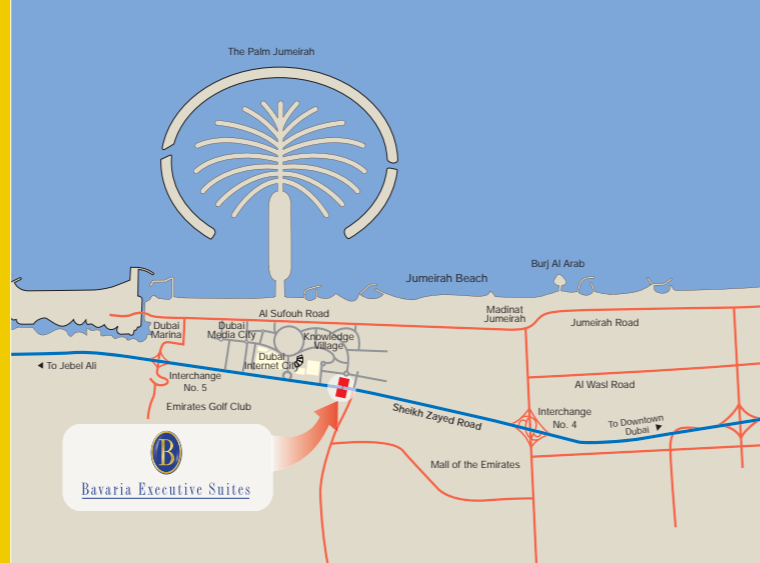 The Palm Jumeirah
Burj Al Arab
Jumeirah Beach
Al Sufouh Road
Madinat
Jumeirah
Jumeirah Road
Dubai
Marina
Dubai
Media City
Knowledge
Village
Dubai
Internet City
To Jebel Ali
Interchange
No. 5
Emirates Golf Club
Al Wasl Road
Sheikh Zayed Road
Interchange
No. 4
To Downtown
Dubai
Mall of the Emirates
B
Bavaria Executive Suites